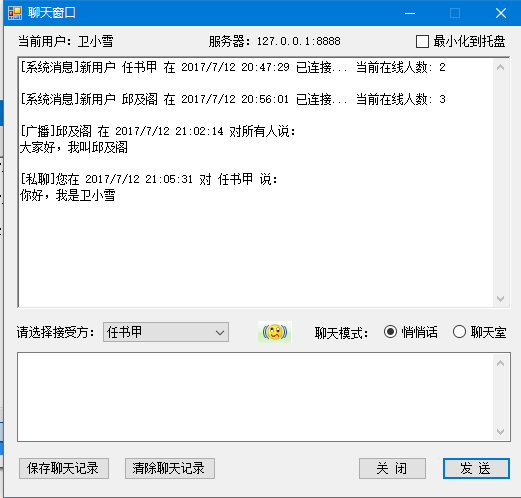 聊天窗口
当前用户：卫小雪 服务器：127.0.0.1:8888 最小化到托盘
[系统消息]新用户 任书甲 在 2017/7/12 20:47:29 已连接... 当前在线人数: 2
[系统消息]新用户 邱及阁 在 2017/7/12 20:56:01 已连接... 当前在线人数: 3
[广播]邱及阁 在 2017/7/12 21:02:14 对所有人说：
大家好，我叫邱及阁
[私聊]您在 2017/7/12 21:05:31 对 任书甲 说：
你好，我是卫小雪
请选择接受方： 任书甲 聊天模式： 悄悄话 聊天室
保存聊天记录 清除聊天记录 关 闭 发 送